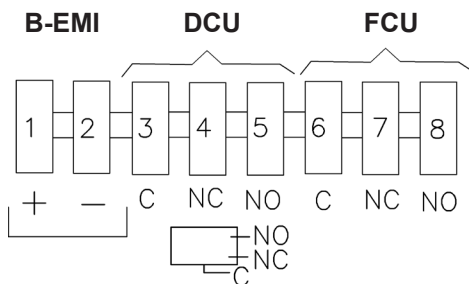 B-EMI DCU FCU
1 2 3 4 5 6 7 8
+ − C NC NO C NC NO
NO
NC
C